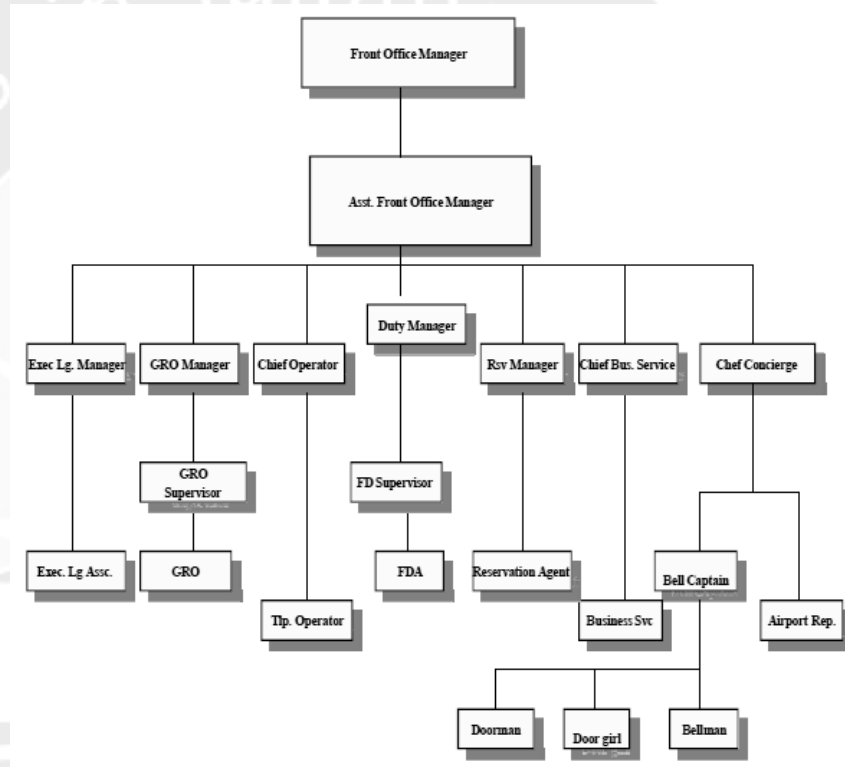 Front Office Manager
Asst. Front Office Manager
Duty Manager
Exec Lg. Manager
GRO Manager
Chief Operator
Rsv Manager
Chief Bus. Service
Chef Concierge
GRO
Supervisor
FD Supervisor
Exec. Lg Assc.
GRO
FDA
Reservation Agent
Bell Captain
Tlp. Operator
Business Svc
Airport Rep.
Doorman
Door girl
Bellman